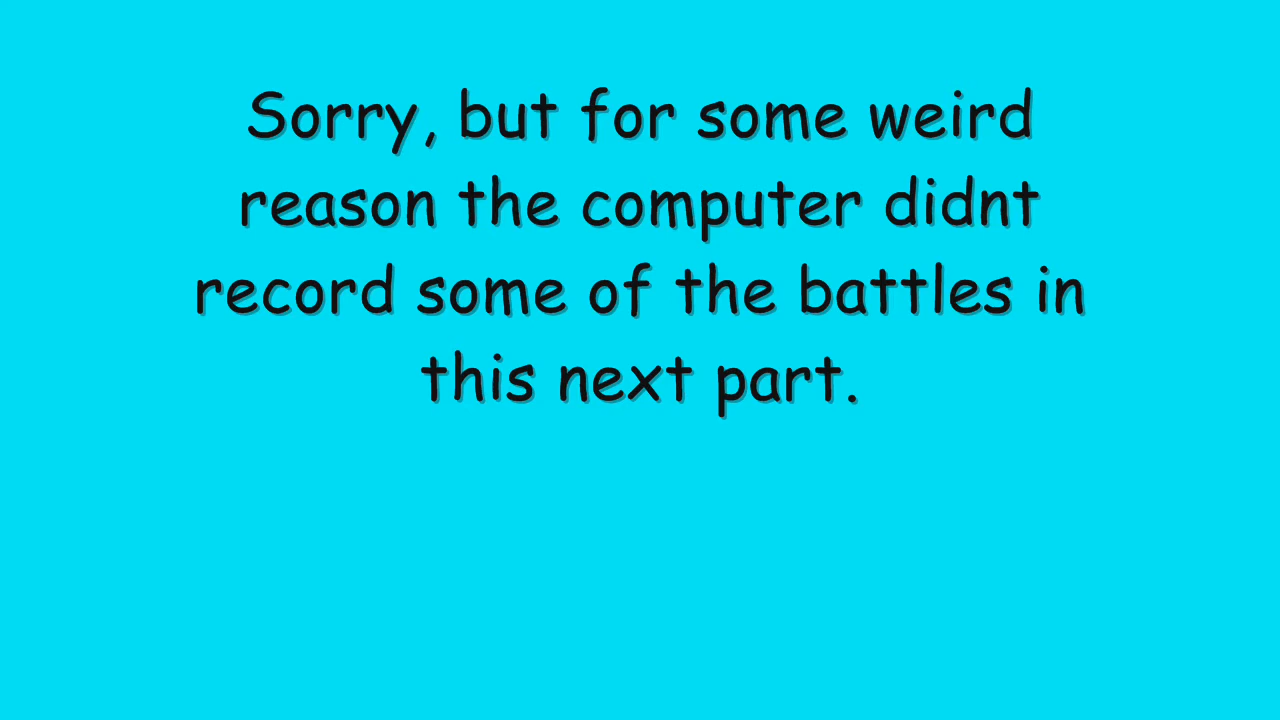 Sorry, but for some weird
reason the computer didnt
record some of the battles in
this next part.